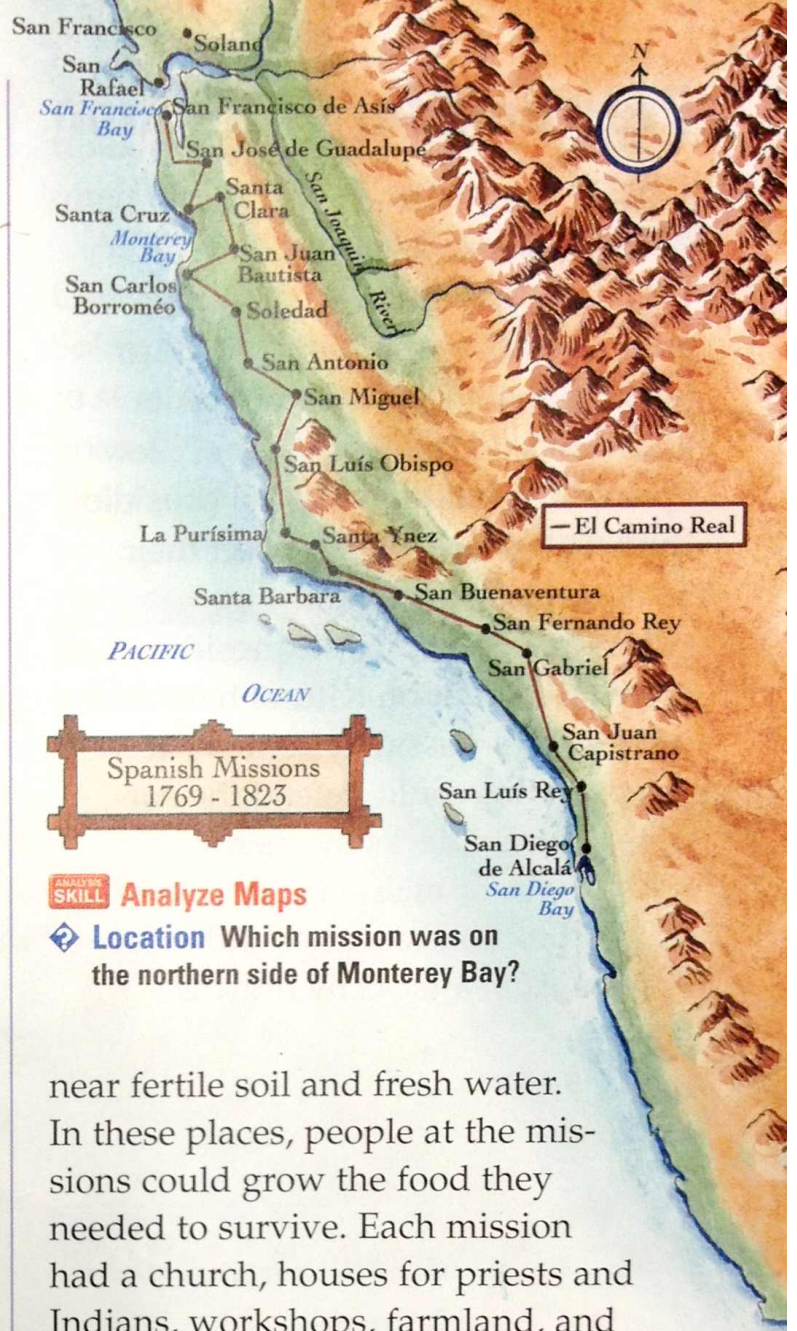 San Francisco
Solano
San
Rafael
San Francisco
Bay
San Francisco de Asís
San José de Guadalupe
Santa
Clara
Santa Cruz
Monterey
Bay
San Juan
Bautista
San Joaquin
River
San Carlos
Borroméo
Soledad
San Antonio
San Miguel
San Luís Obispo
La Purísima
Santa Ynez
Santa Barbara
San Buenaventura
San Fernando Rey
San Gabriel
San Juan
Capistrano
San Luís Rey
San Diego
de Alcalá
San Diego
Bay
N
El Camino Real
PACIFIC
OCEAN
Spanish Missions
1769 - 1823
ANALYSIS
SKILL Analyze Maps
? Location Which mission was on
the northern side of Monterey Bay?
near fertile soil and fresh water.
In these places, people at the mis-
sions could grow the food they
needed to survive. Each mission
had a church, houses for priests and
Indians, workshops, farmland, and